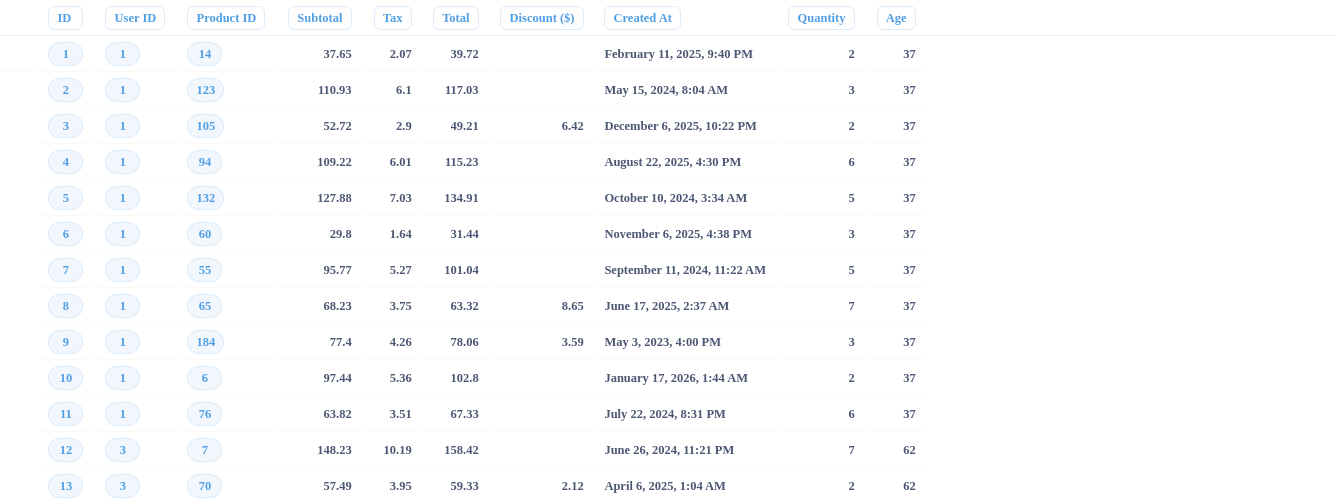 ID User ID Product ID Subtotal Tax Total Discount ($) Created At Quantity Age
1 1 14 37.65 2.07 39.72 February 11, 2025, 9:40 PM 2 37
2 1 123 110.93 6.1 117.03 May 15, 2024, 8:04 AM 3 37
3 1 105 52.72 2.9 49.21 6.42 December 6, 2025, 10:22 PM 2 37
4 1 94 109.22 6.01 115.23 August 22, 2025, 4:30 PM 6 37
5 1 132 127.88 7.03 134.91 October 10, 2024, 3:34 AM 5 37
6 1 60 29.8 1.64 31.44 November 6, 2025, 4:38 PM 3 37
7 1 55 95.77 5.27 101.04 September 11, 2024, 11:22 AM 5 37
8 1 65 68.23 3.75 63.32 8.65 June 17, 2025, 2:37 AM 7 37
9 1 184 77.4 4.26 78.06 3.59 May 3, 2023, 4:00 PM 3 37
10 1 6 97.44 5.36 102.8 January 17, 2026, 1:44 AM 2 37
11 1 76 63.82 3.51 67.33 July 22, 2024, 8:31 PM 6 37
12 3 7 148.23 10.19 158.42 June 26, 2024, 11:21 PM 7 62
13 3 70 57.49 3.95 59.33 2.12 April 6, 2025, 1:04 AM 2 62